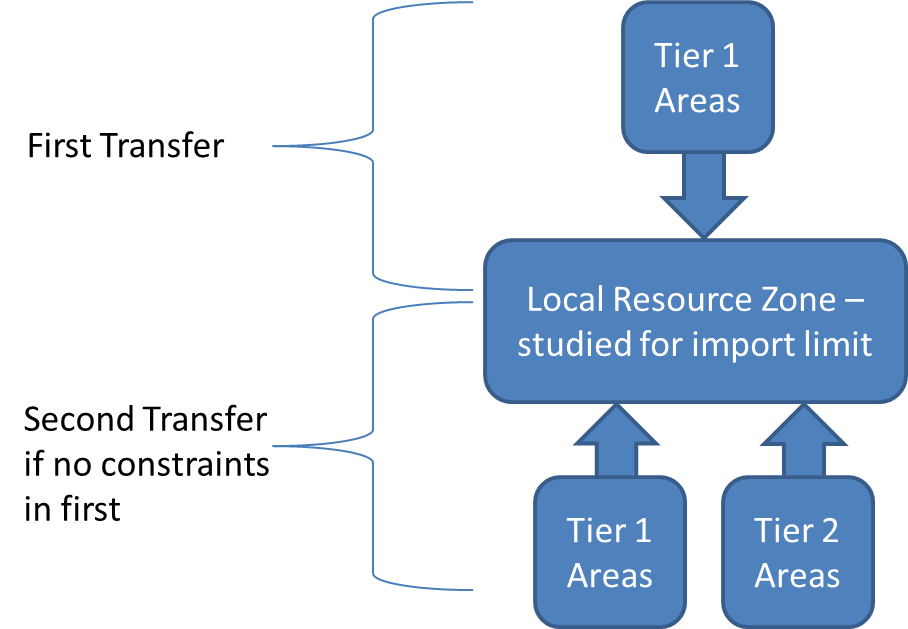 Tier 1
Areas
First Transfer
Local Resource Zone –
studied for import limit
Second Transfer
if no constraints
in first
Tier 1
Areas
Tier 2
Areas